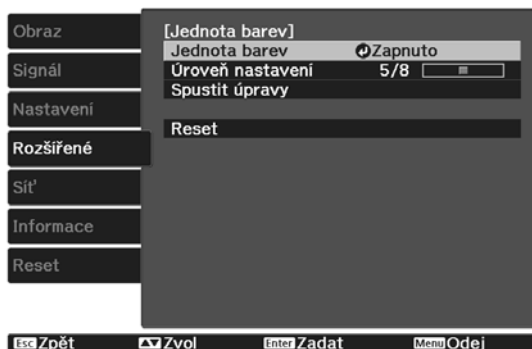 Obraz
Signál
Nastavení
Rozšířené
Síť
Informace
Reset
[Jednota barev]
Jednota barev Zapnuto
Úroveň nastavení 5/8
Spustit úpravy
Reset
Esc Zpět Zvol Enter Zadat Menu Odej